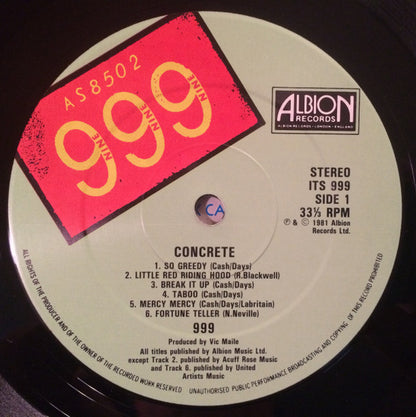 AS8502
999
NINE NINE NINE
ALBION
RECORDS
ALBION RECORDS · LONDON · ENGLAND
STEREO
ITS 999
SIDE 1
33⅓ RPM
℗ & © 1981 Albion
Records Ltd.
CA
CONCRETE
1. SO GREEDY (Cash/Days)
2. LITTLE RED RIDING HOOD (R.Blackwell)
3. BREAK IT UP (Cash/Days)
4. TABOO (Cash/Days)
5. MERCY MERCY (Cash/Days/Labritain)
6. FORTUNE TELLER (N.Neville)
999
Produced by Vic Maile
All titles published by Albion Music Ltd.
except Track 2. published by Acuff Rose Music
and Track 6. published by United
Artists Music
ALL RIGHTS OF THE PRODUCER AND OF THE OWNER OF THE RECORDED WORK RESERVED UNAUTHORISED PUBLIC PERFORMANCE BROADCASTING AND COPYING OF THIS RECORD PROHIBITED